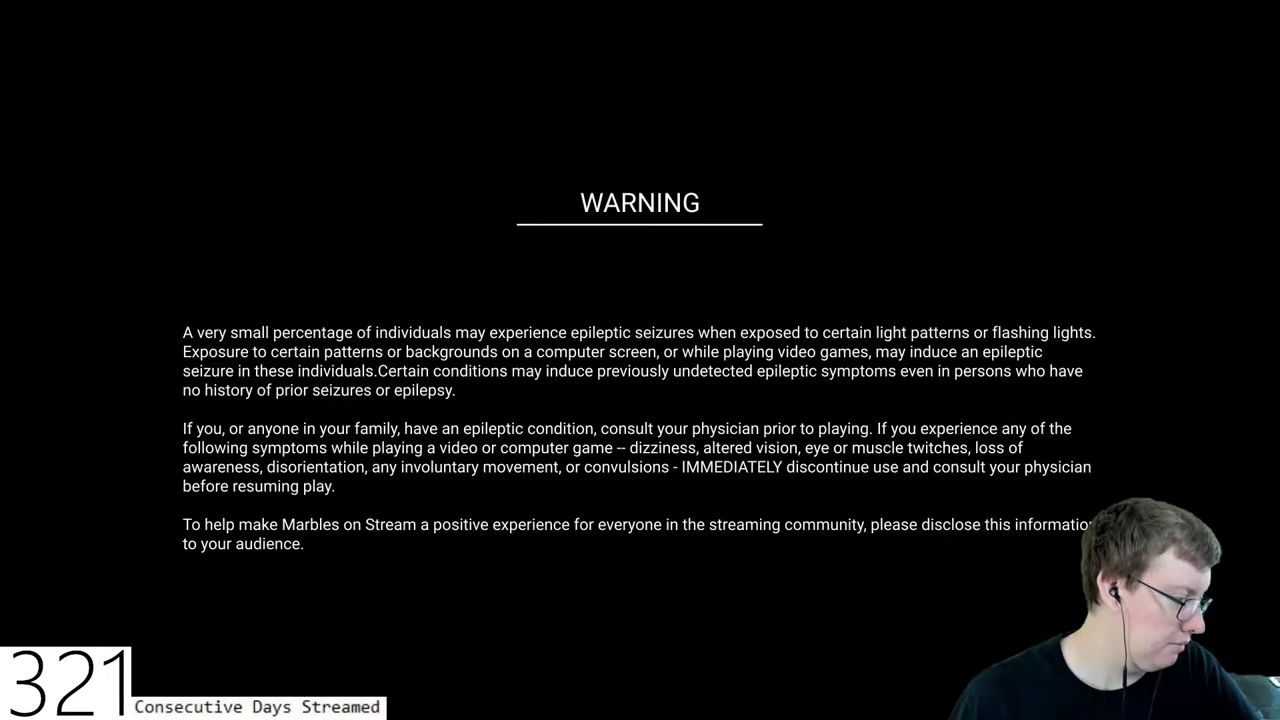 WARNING
A very small percentage of individuals may experience epileptic seizures when exposed to certain light patterns or flashing lights.
Exposure to certain patterns or backgrounds on a computer screen, or while playing video games, may induce an epileptic
seizure in these individuals.Certain conditions may induce previously undetected epileptic symptoms even in persons who have
no history of prior seizures or epilepsy.
If you, or anyone in your family, have an epileptic condition, consult your physician prior to playing. If you experience any of the
following symptoms while playing a video or computer game -- dizziness, altered vision, eye or muscle twitches, loss of
awareness, disorientation, any involuntary movement, or convulsions - IMMEDIATELY discontinue use and consult your physician
before resuming play.
To help make Marbles on Stream a positive experience for everyone in the streaming community, please disclose this information
to your audience.
321
Consecutive Days Streamed